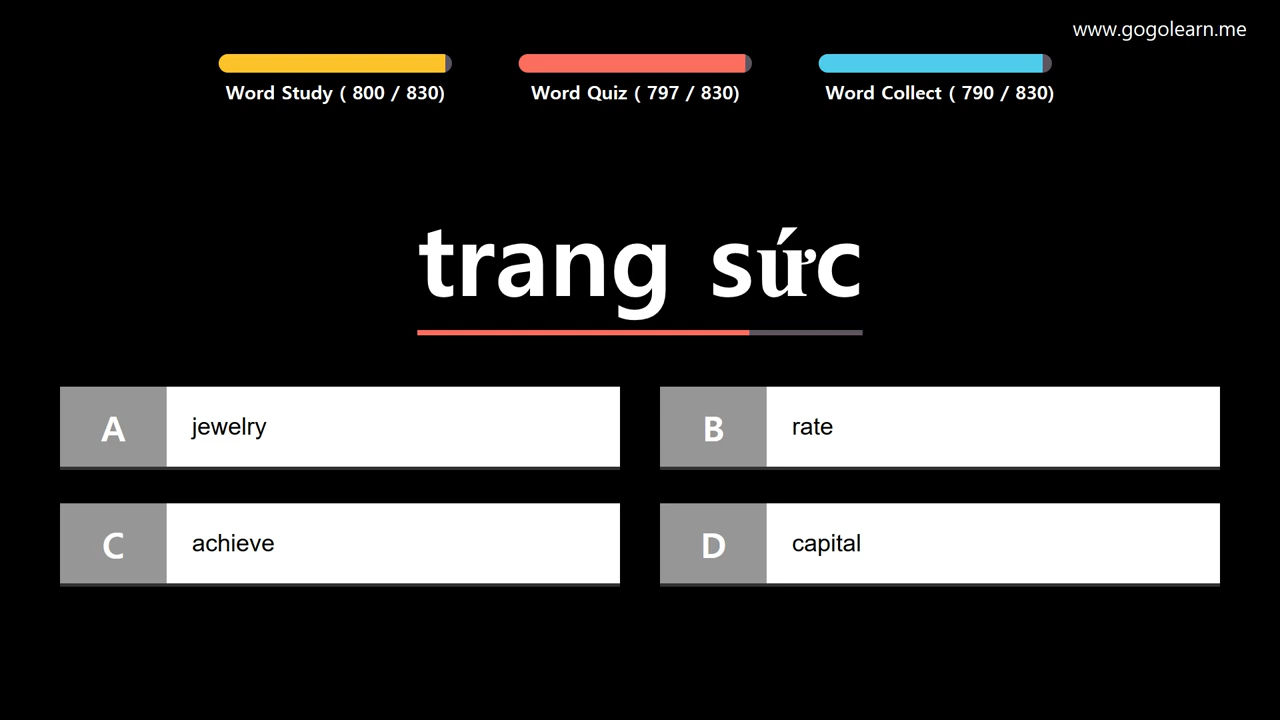 www.gogolearn.me
Word Study ( 800 / 830)
Word Quiz ( 797 / 830)
Word Collect ( 790 / 830)
trang sức
A jewelry
B rate
C achieve
D capital